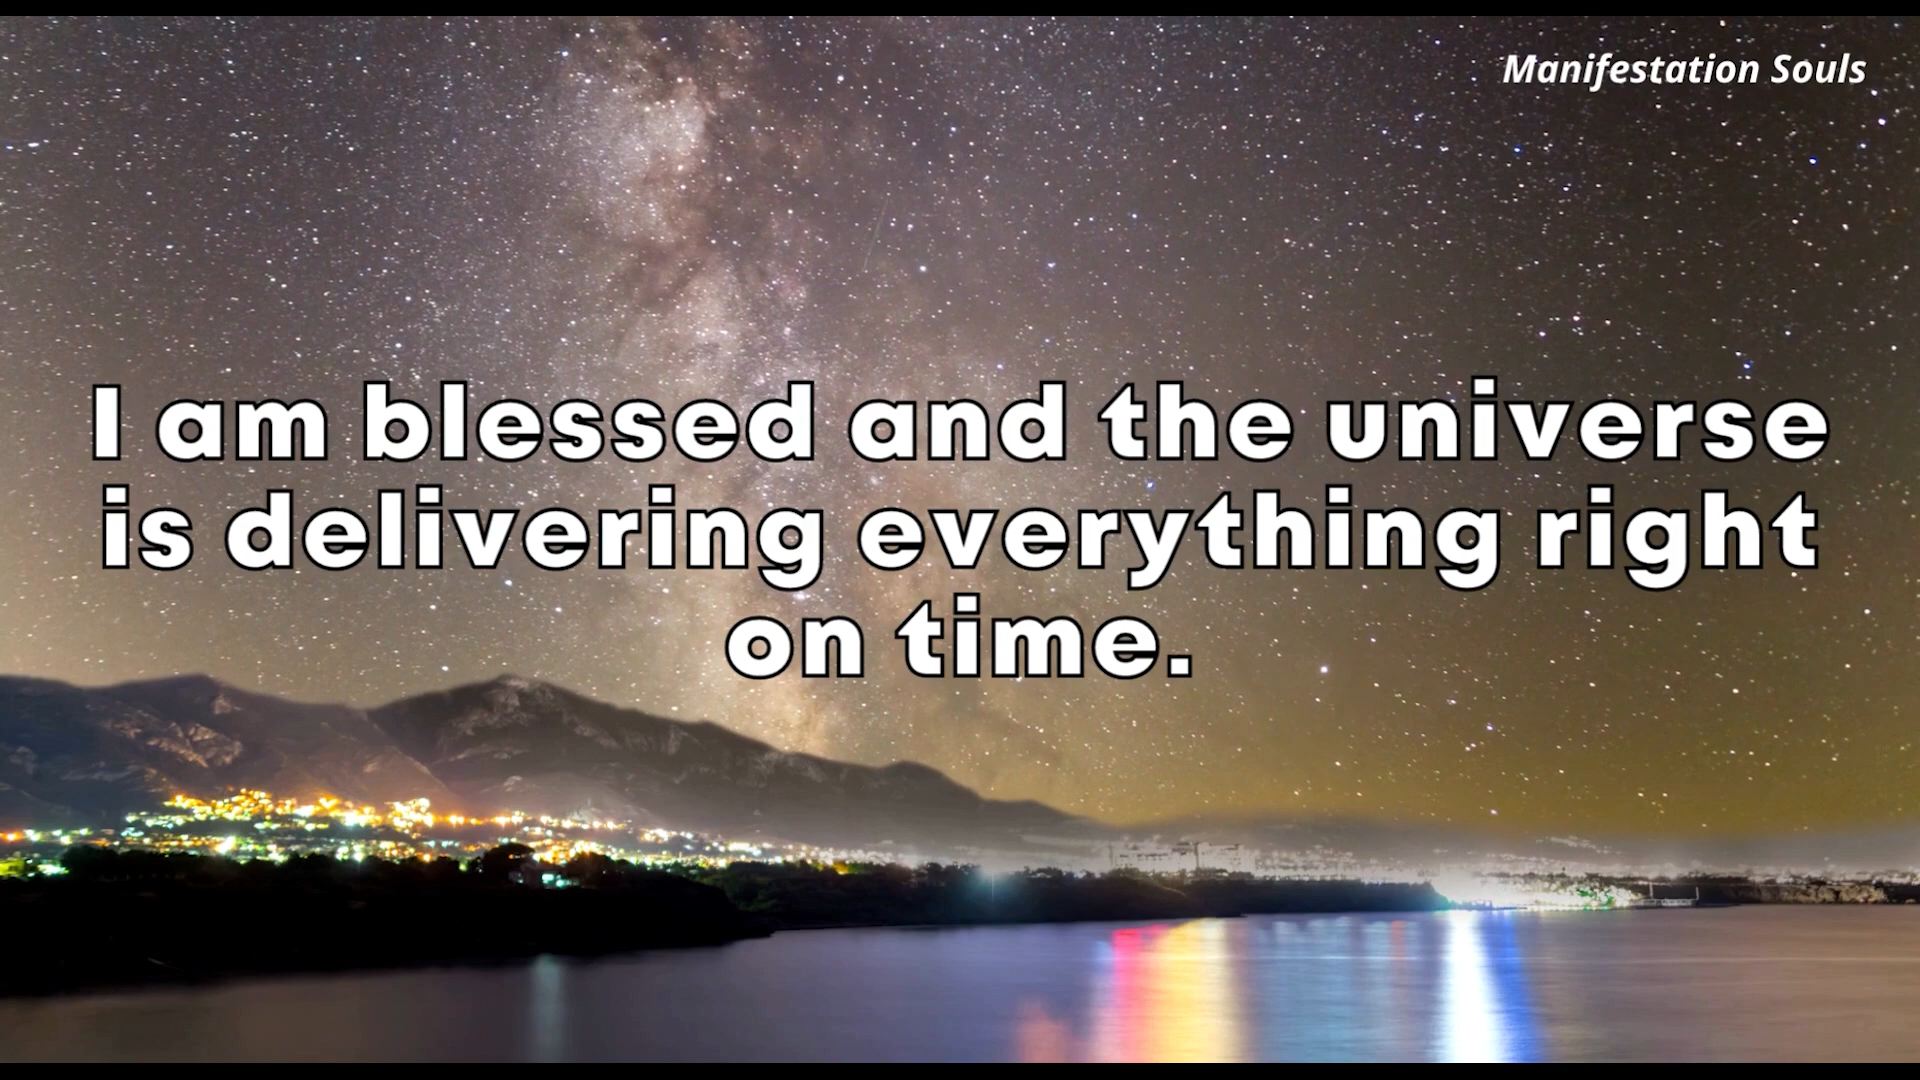 Manifestation Souls
I am blessed and the universe
is delivering everything right
on time.